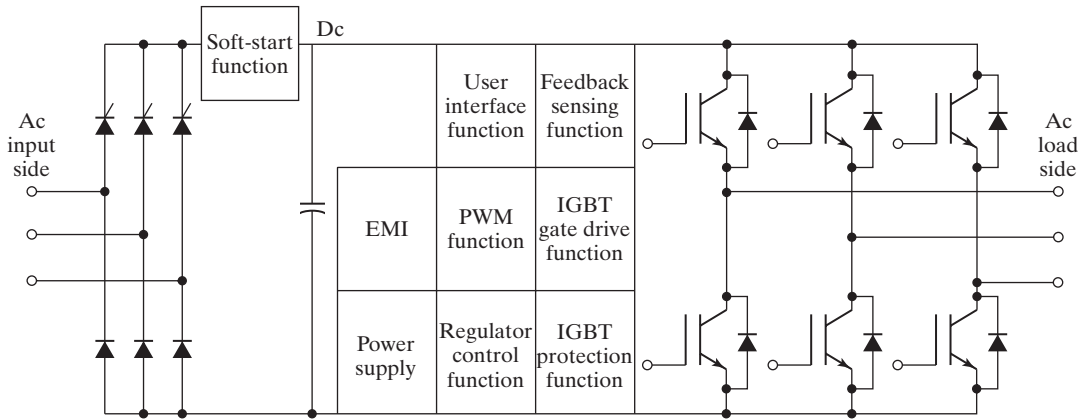 Soft-start
function
Dc
User
interface
function
Feedback
sensing
function
Ac
input
side
Ac
load
side
EMI
PWM
function
IGBT
gate drive
function
Power
supply
Regulator
control
function
IGBT
protection
function